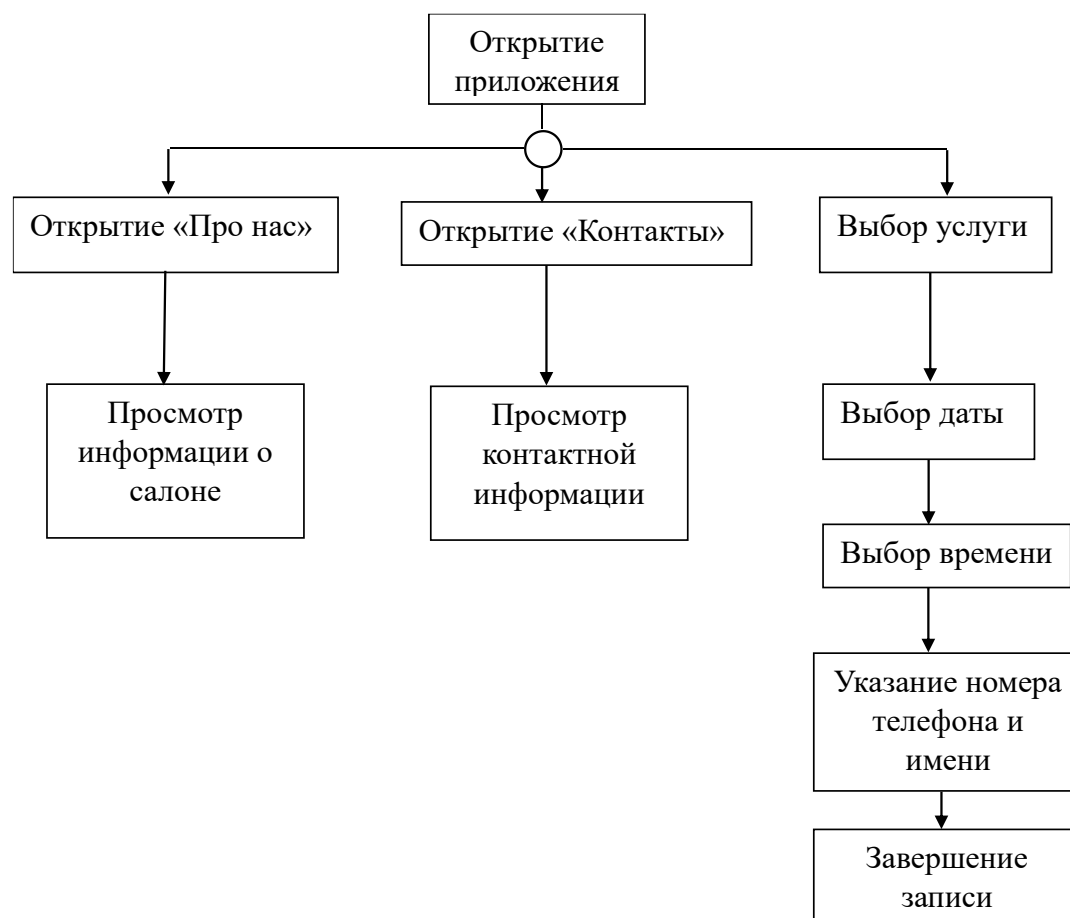 Открытие
приложения
Открытие «Про нас»
Открытие «Контакты»
Выбор услуги
Просмотр
информации о
салоне
Просмотр
контактной
информации
Выбор даты
Выбор времени
Указание номера
телефона и
имени
Завершение
записи